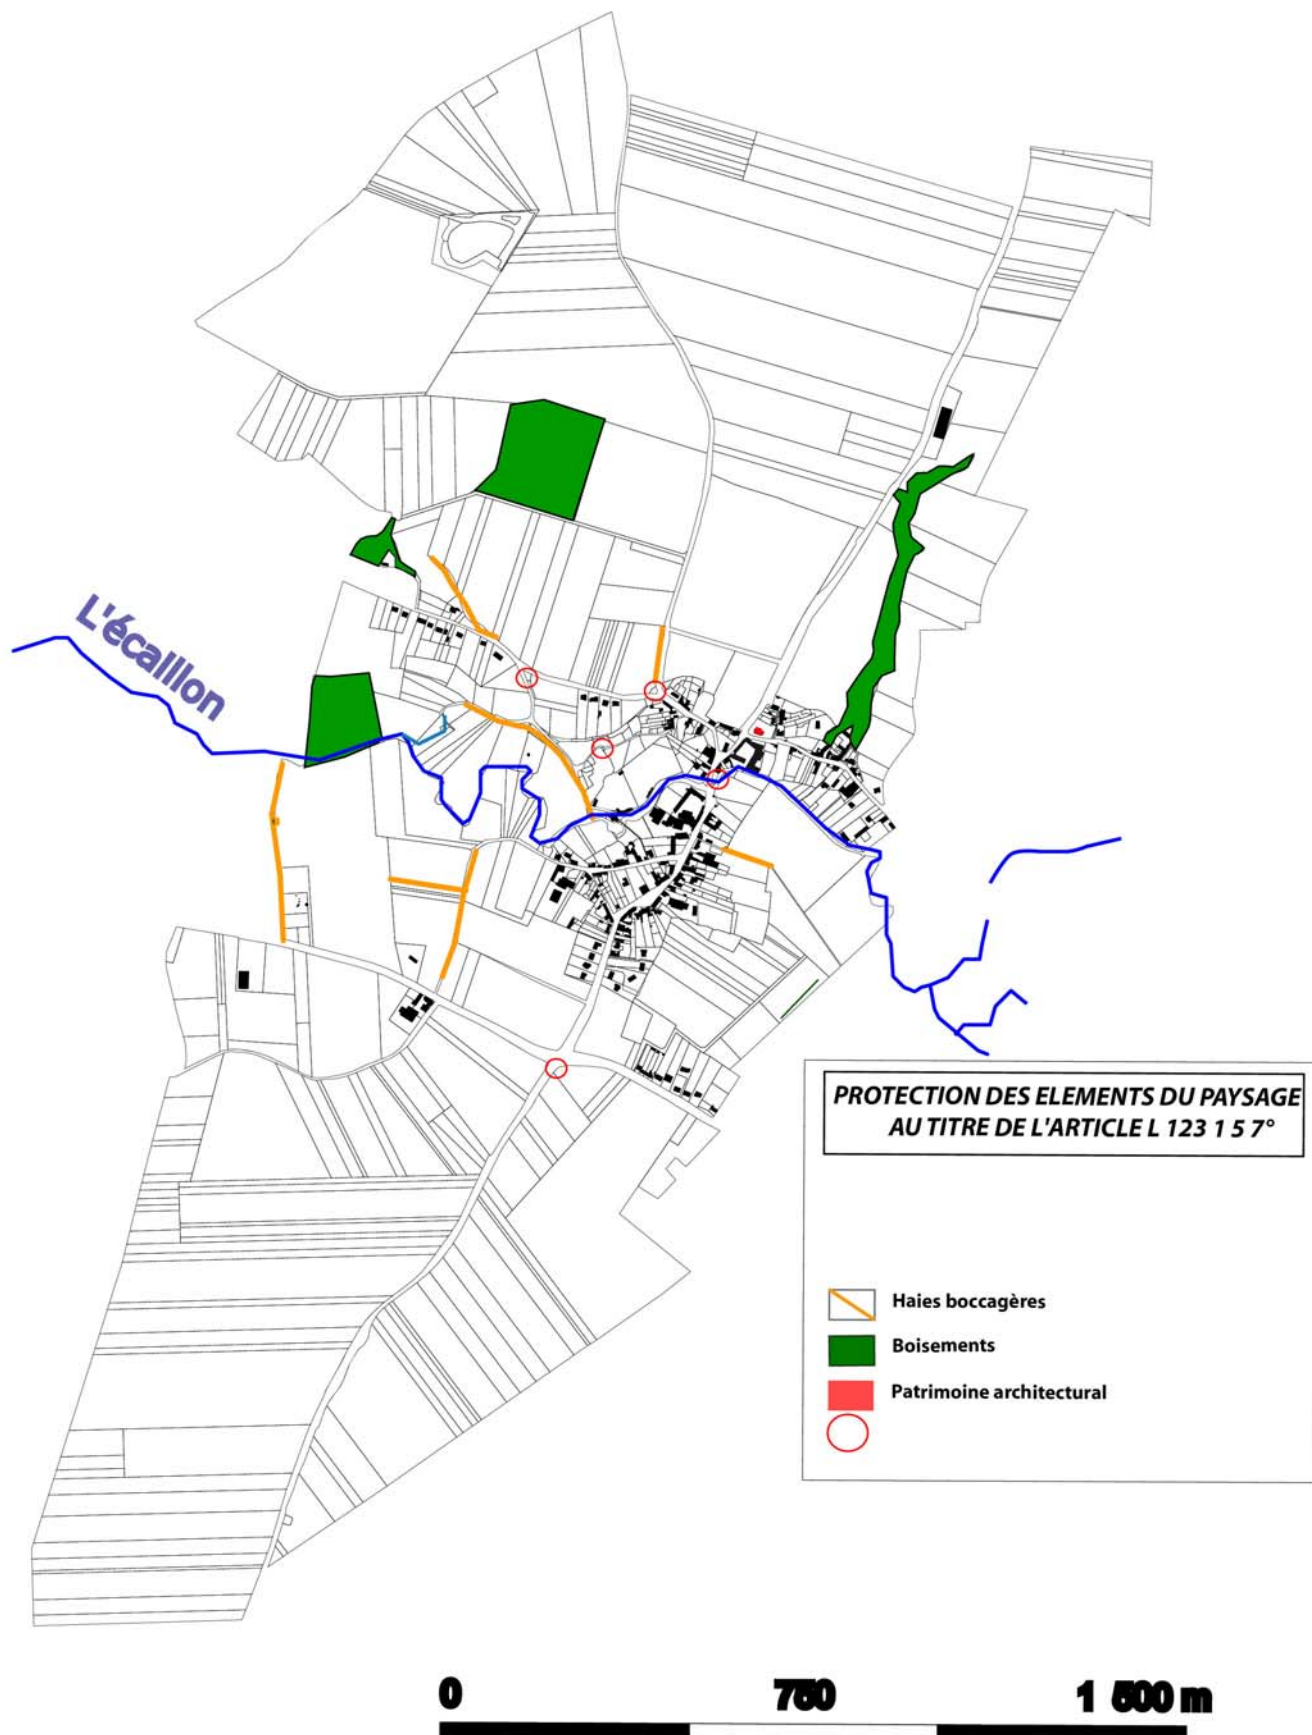 L'écaillon
PROTECTION DES ELEMENTS DU PAYSAGE
AU TITRE DE L'ARTICLE L 123 1 5 7°
Haies boccagères
Boisements
Patrimoine architectural
0 750 1 500 m